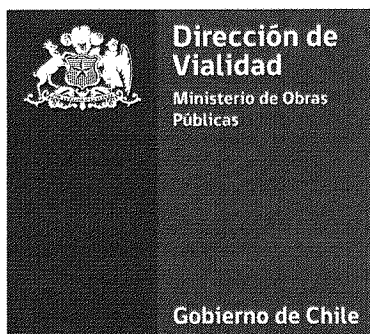 Dirección de
Vialidad
Ministerio de Obras
Públicas
Gobierno de Chile